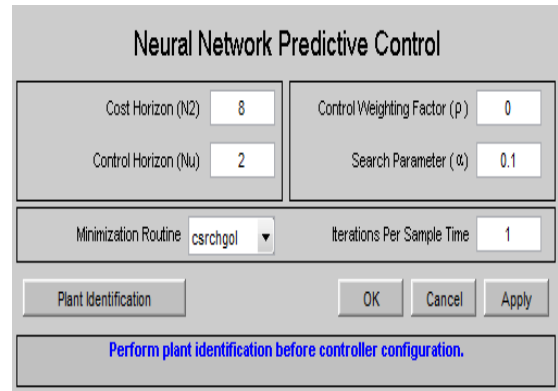 Neural Network Predictive Control
Cost Horizon (N2) 8
Control Weighting Factor (ρ) 0
Control Horizon (Nu) 2
Search Parameter (α) 0.1
Minimization Routine csrchgol
Iterations Per Sample Time 1
Plant Identification
OK Cancel Apply
Perform plant identification before controller configuration.